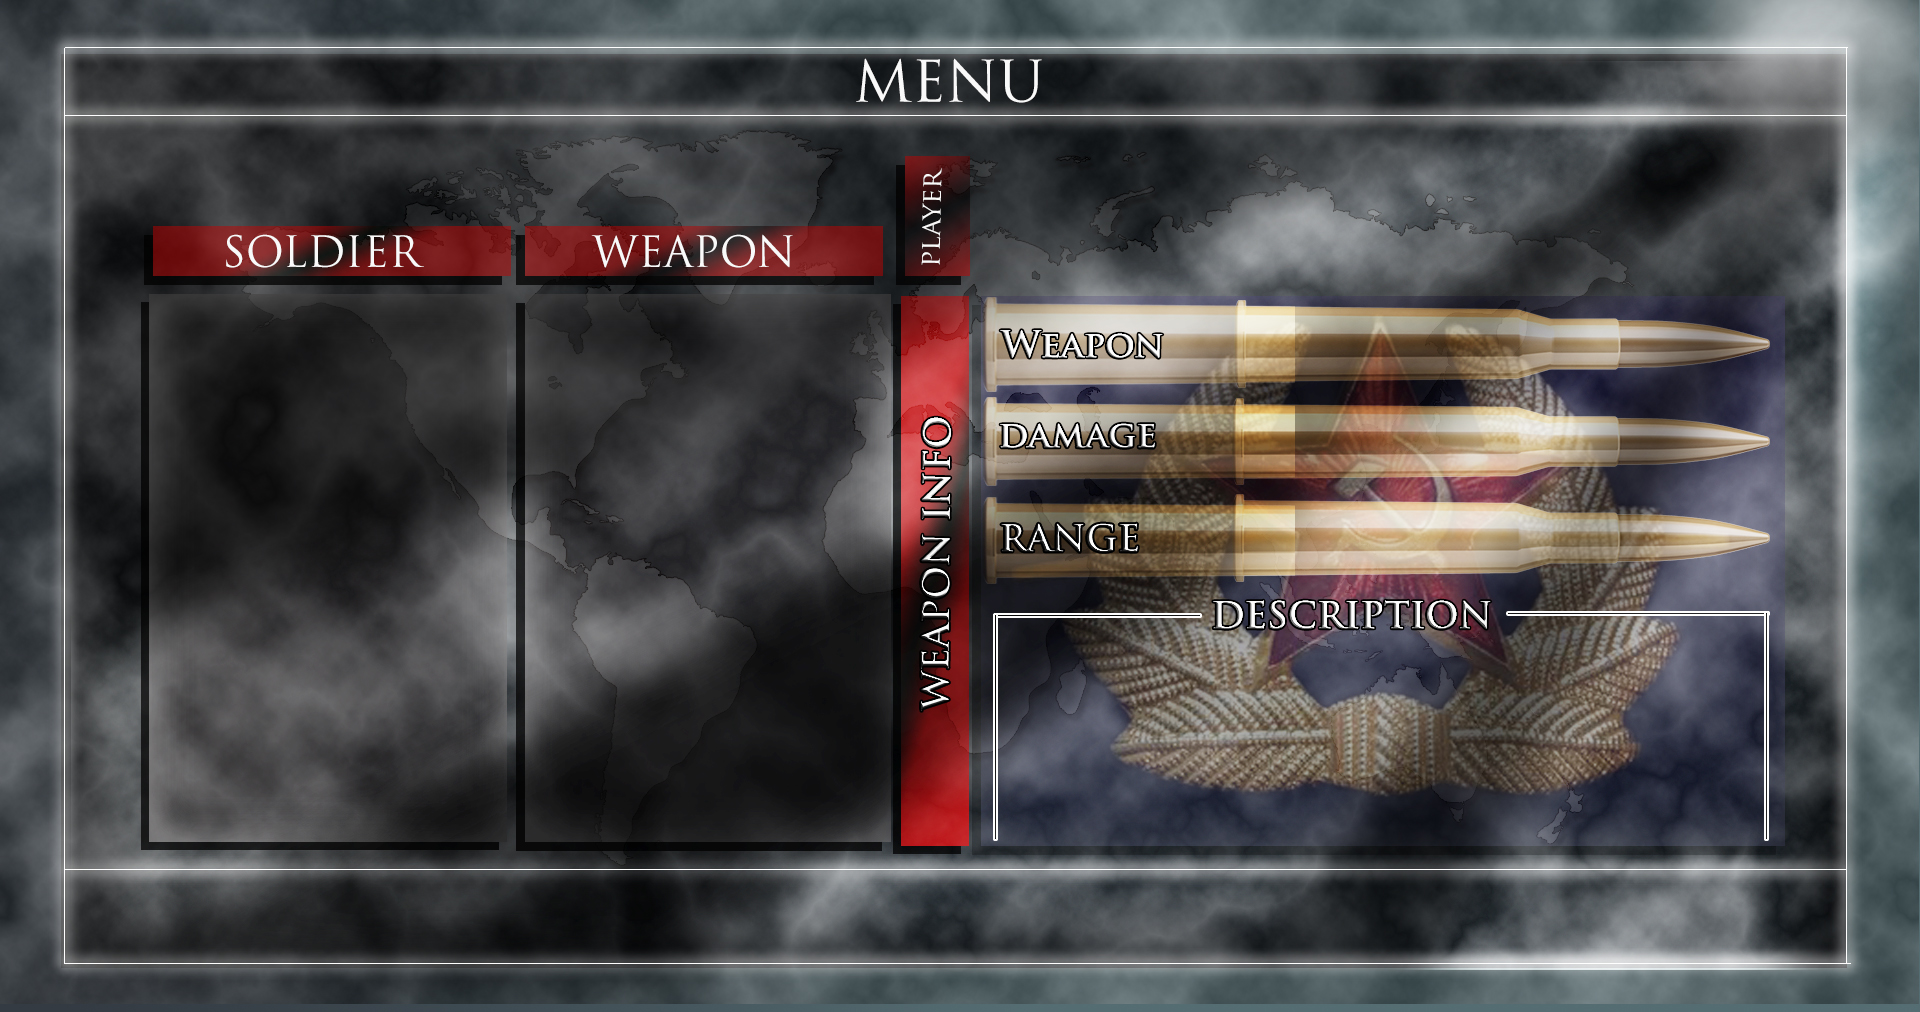 MENU
PLAYER
SOLDIER
WEAPON
WEAPON INFO
WEAPON
DAMAGE
RANGE
DESCRIPTION